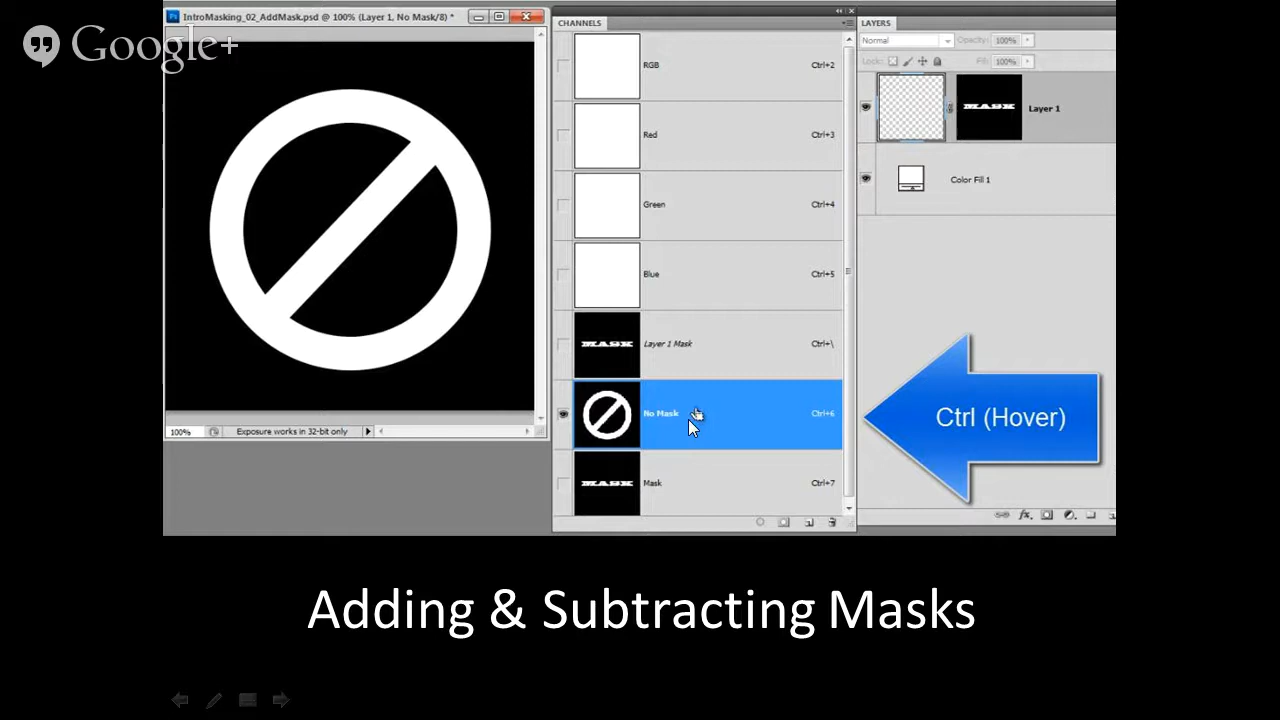 Google+
IntroMasking_02_AddMask.psd @ 100% (Layer 1, No Mask/8) *
CHANNELS
LAYERS
Normal
Opacity: 100%
Lock:
Fill: 100%
RGB Ctrl+2
Red Ctrl+3
Green Ctrl+4
Blue Ctrl+5
MASK Layer 1 Mask Ctrl+\
No Mask Ctrl+6
MASK Mask Ctrl+7
MASK Layer 1
Color Fill 1
Ctrl (Hover)
100% Exposure works in 32-bit only
fx.
Adding & Subtracting Masks